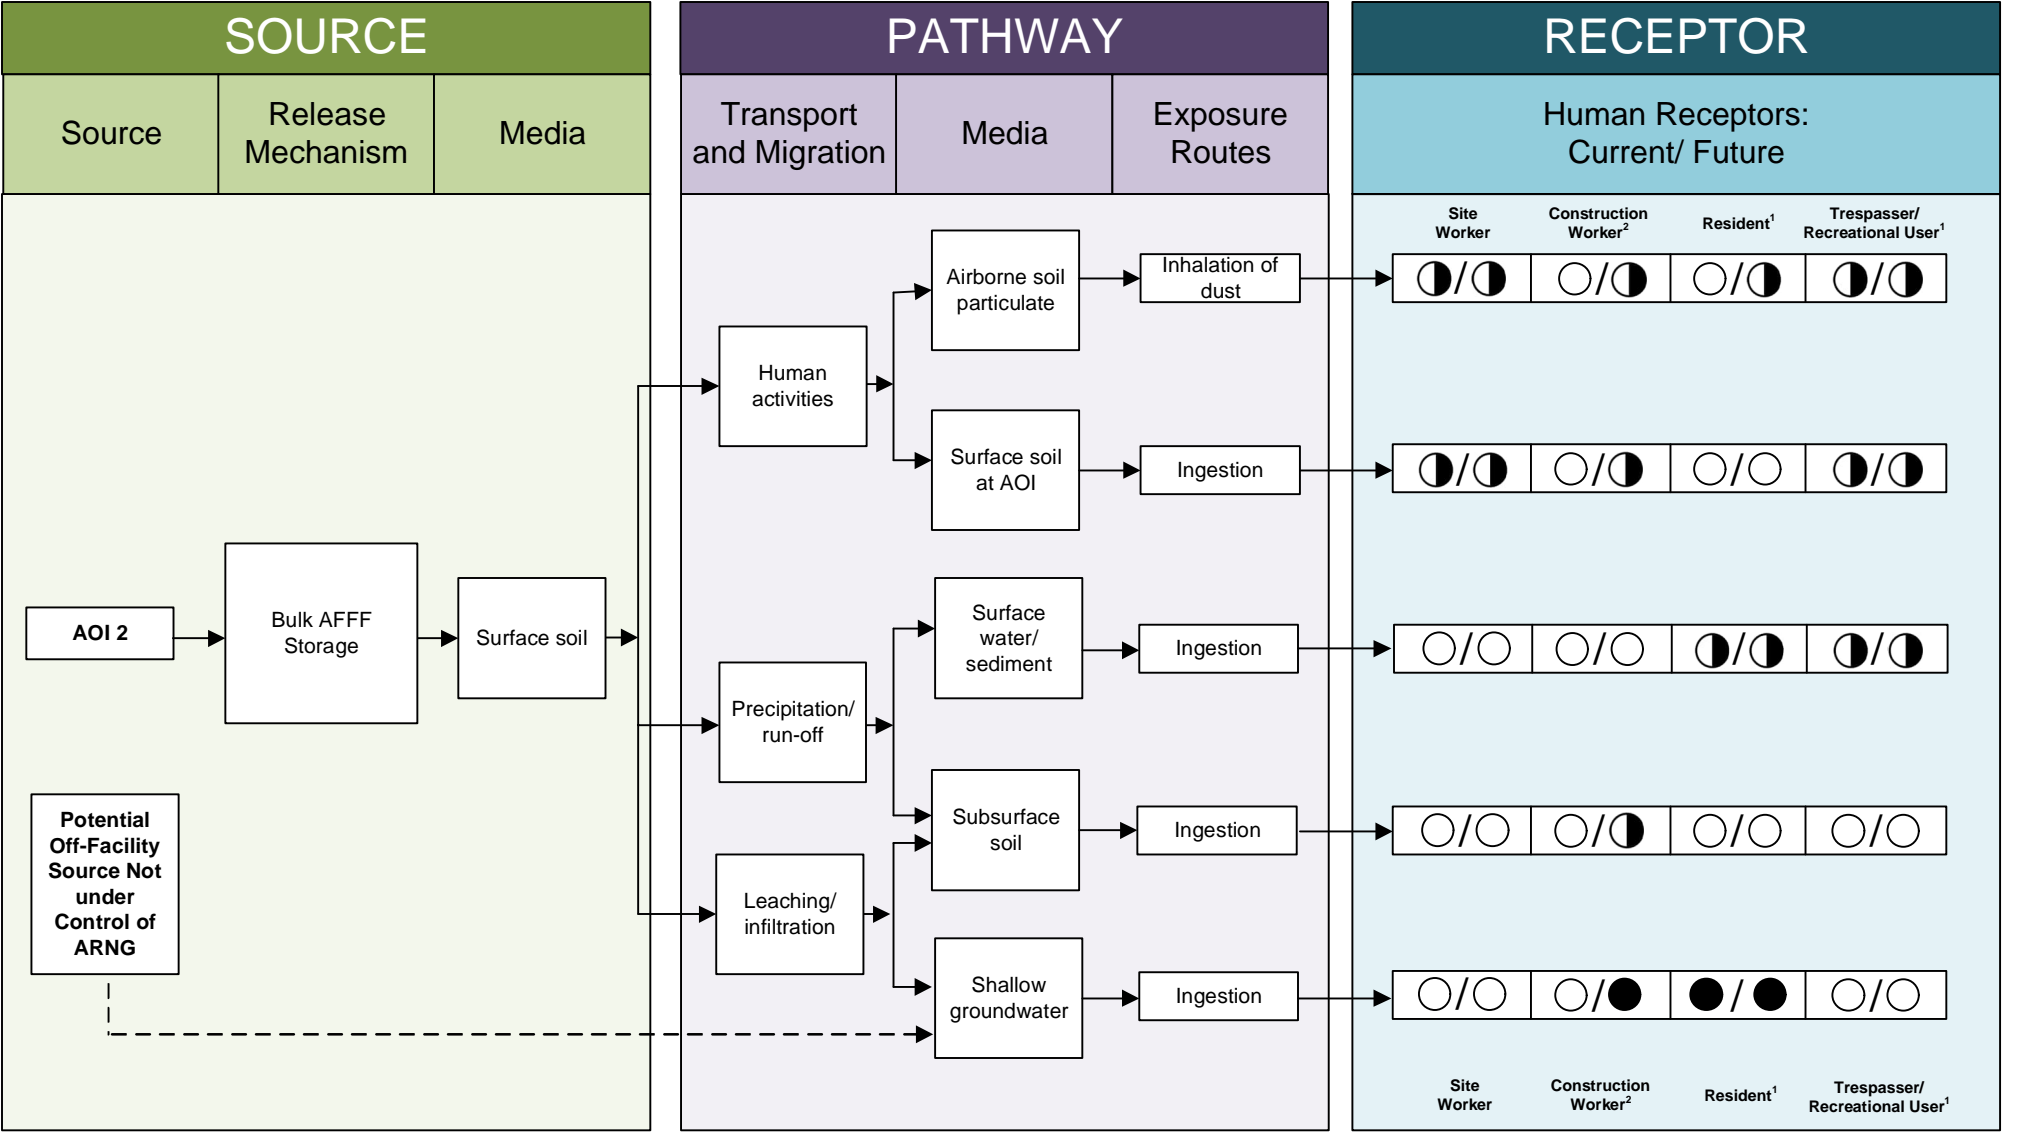 SOURCE
PATHWAY
RECEPTOR
Source
Release
Mechanism
Media
Transport
and Migration
Media
Exposure
Routes
Human Receptors:
Current/ Future
Site
Worker
Construction
Worker²
Resident¹
Trespasser/
Recreational User¹
Airborne soil
particulate
Inhalation of
dust
Human
activities
Surface soil
at AOI
Ingestion
AOI 2
Bulk AFFF
Storage
Surface soil
Surface
water/
sediment
Ingestion
Precipitation/
run-off
Subsurface
soil
Ingestion
Potential
Off-Facility
Source Not
under
Control of
ARNG
Leaching/
infiltration
Shallow
groundwater
Ingestion
Site
Worker
Construction
Worker²
Resident¹
Trespasser/
Recreational User¹